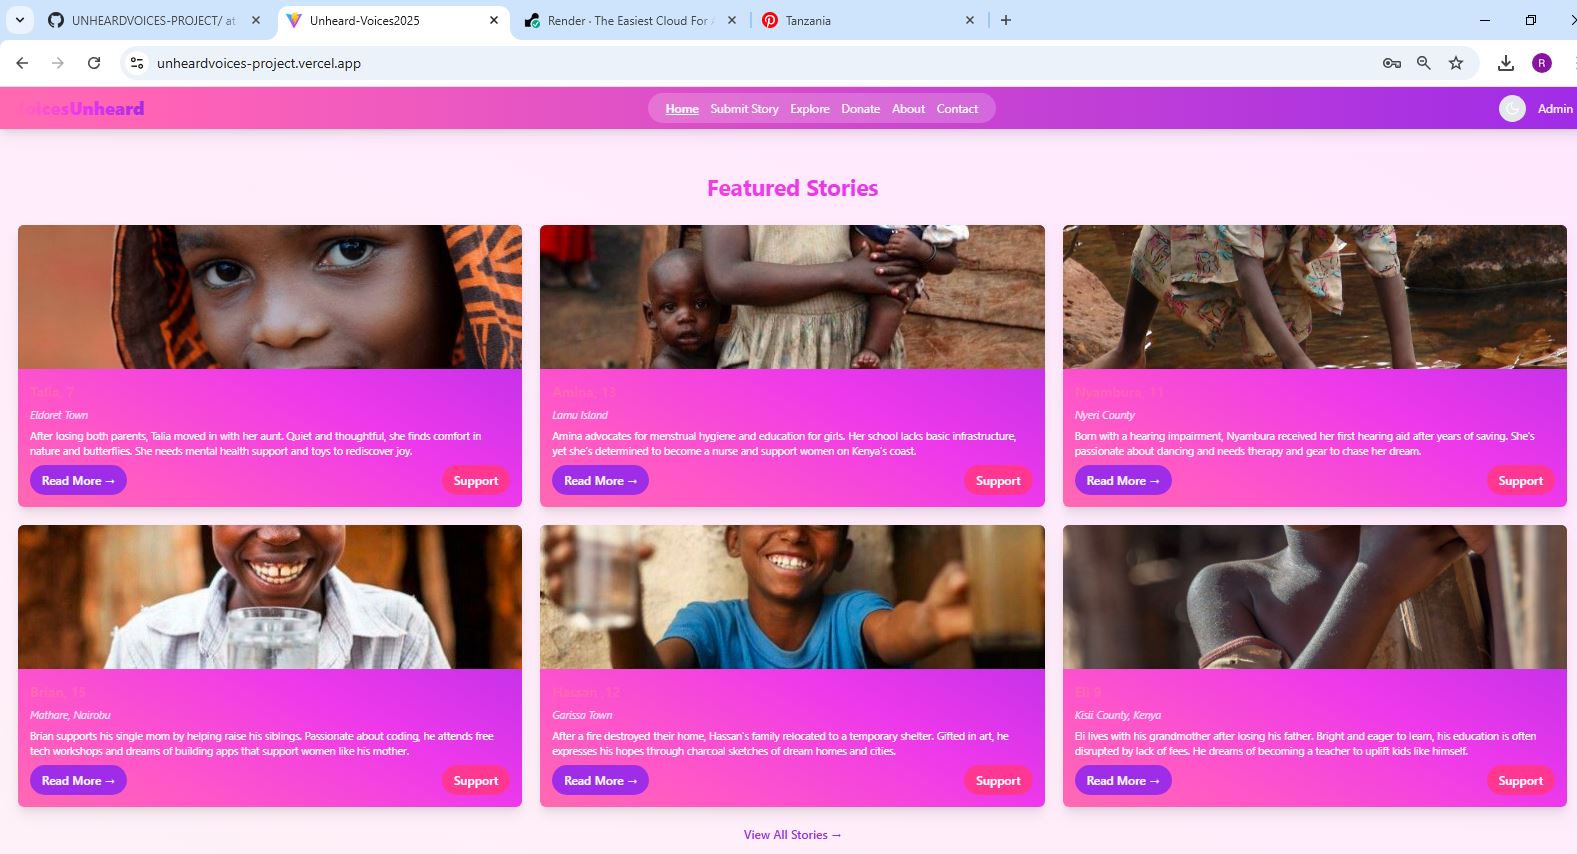 UNHEARDVOICES-PROJECT/ at
Unheard-Voices2025
Render · The Easiest Cloud For
Tanzania
unheardvoices-project.vercel.app
R
VoicesUnheard
Home Submit Story Explore Donate About Contact
Admin
Featured Stories
Talia, 7
Eldoret Town
After losing both parents, Talia moved in with her aunt. Quiet and thoughtful, she finds comfort in
nature and butterflies. She needs mental health support and toys to rediscover joy.
Read More →
Support
Amina, 13
Lamu Island
Amina advocates for menstrual hygiene and education for girls. Her school lacks basic infrastructure,
yet she's determined to become a nurse and support women on Kenya's coast.
Read More →
Support
Nyambura, 11
Nyeri County
Born with a hearing impairment, Nyambura received her first hearing aid after years of saving. She's
passionate about dancing and needs therapy and gear to chase her dream.
Read More →
Support
Brian, 15
Mathare, Nairobu
Brian supports his single mom by helping raise his siblings. Passionate about coding, he attends free
tech workshops and dreams of building apps that support women like his mother.
Read More →
Support
Hassan ,12
Garissa Town
After a fire destroyed their home, Hassan's family relocated to a temporary shelter. Gifted in art, he
expresses his hopes through charcoal sketches of dream homes and cities.
Read More →
Support
Eli 9
Kisii County, Kenya
Eli lives with his grandmother after losing his father. Bright and eager to learn, his education is often
disrupted by lack of fees. He dreams of becoming a teacher to uplift kids like himself.
Read More →
Support
View All Stories →